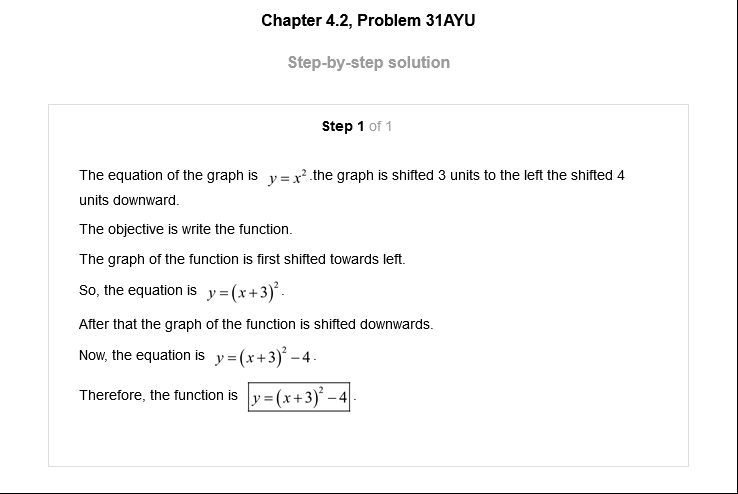 Chapter 4.2, Problem 31AYU
Step-by-step solution
Step 1 of 1
The equation of the graph is y = x² .the graph is shifted 3 units to the left the shifted 4
units downward.
The objective is write the function.
The graph of the function is first shifted towards left.
So, the equation is y = (x + 3)² .
After that the graph of the function is shifted downwards.
Now, the equation is y = (x + 3)² – 4 .
Therefore, the function is y = (x + 3)² – 4 .